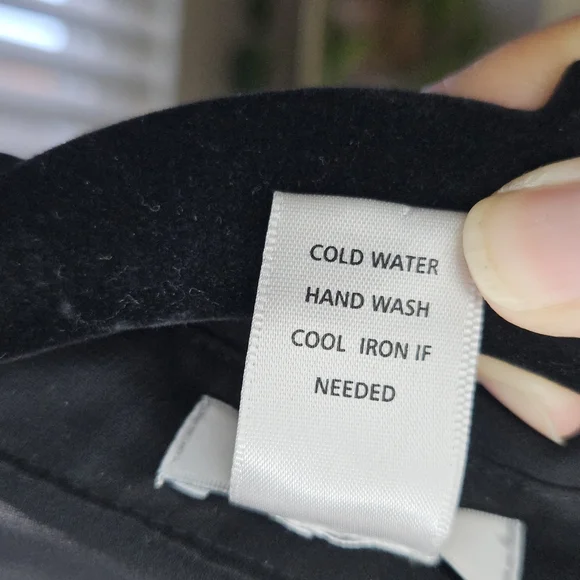 COLD WATER
HAND WASH
COOL IRON IF
NEEDED